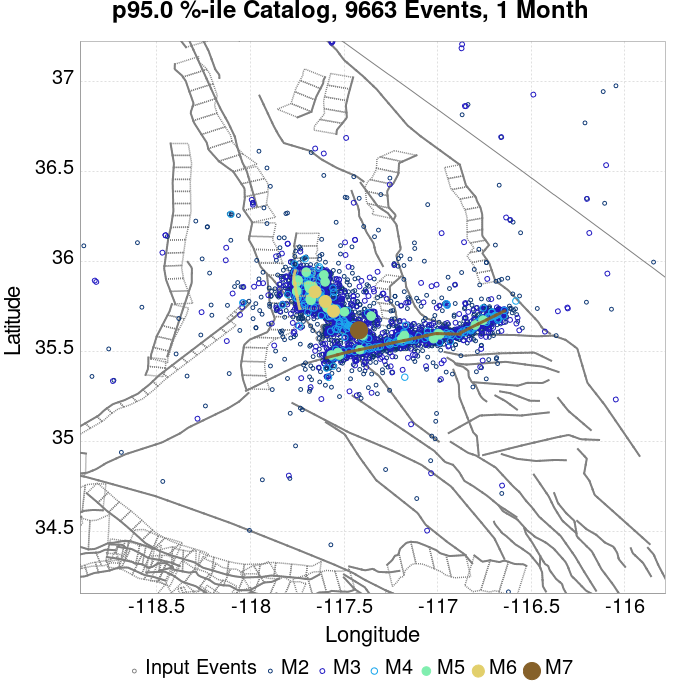 p95.0 %-ile Catalog, 9663 Events, 1 Month
37
36.5
36
35.5
35
34.5
Latitude
-118.5 -118 -117.5 -117 -116.5 -116
Longitude
Input Events M2 M3 M4 M5 M6 M7